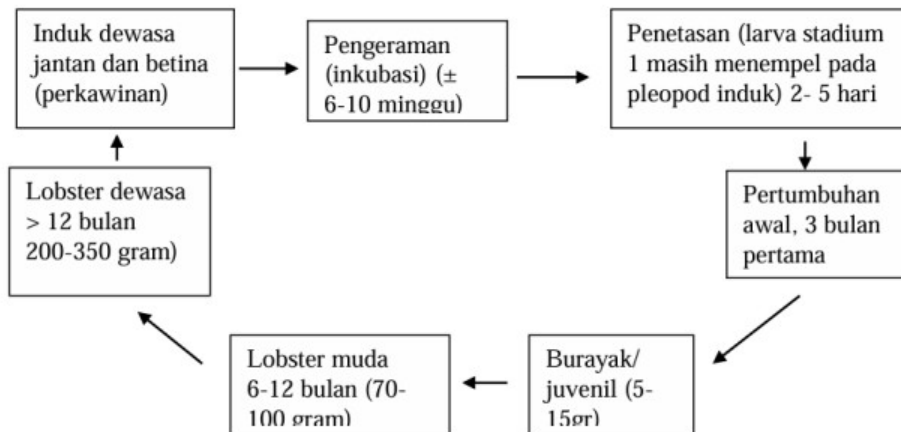 Induk dewasa
jantan dan betina
(perkawinan)
Pengeraman
(inkubasi) (±
6-10 minggu)
Penetasan (larva stadium
1 masih menempel pada
pleopod induk) 2- 5 hari
Pertumbuhan
awal, 3 bulan
pertama
Burayak/
juvenil (5-
15gr)
Lobster muda
6-12 bulan (70-
100 gram)
Lobster dewasa
> 12 bulan
200-350 gram)